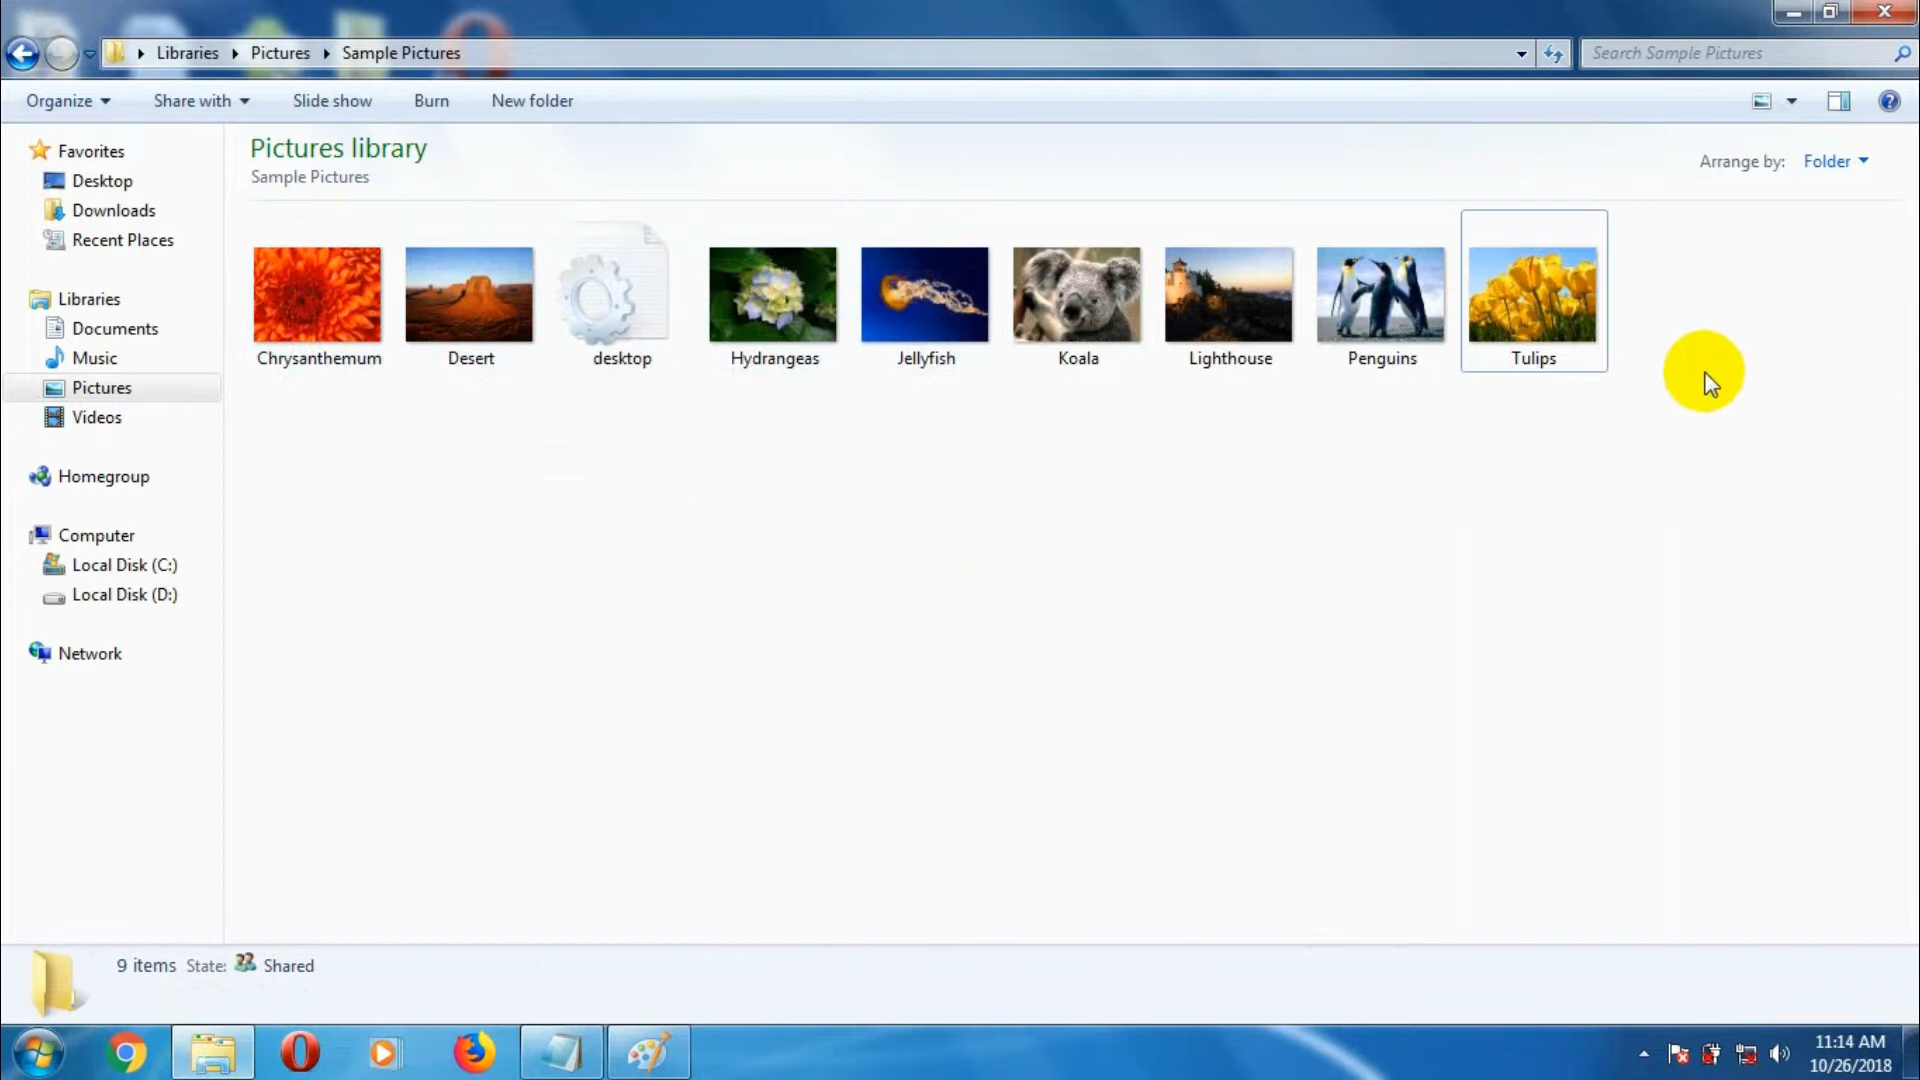 Libraries Pictures Sample Pictures
Search Sample Pictures
Organize Share with Slide show Burn New folder
Pictures library
Sample Pictures
Arrange by: Folder
Favorites
Desktop
Downloads
Recent Places
Libraries
Documents
Music
Pictures
Videos
Homegroup
Computer
Local Disk (C:)
Local Disk (D:)
Network
Chrysanthemum Desert desktop Hydrangeas Jellyfish Koala Lighthouse Penguins Tulips
9 items State: Shared
11:14 AM
10/26/2018